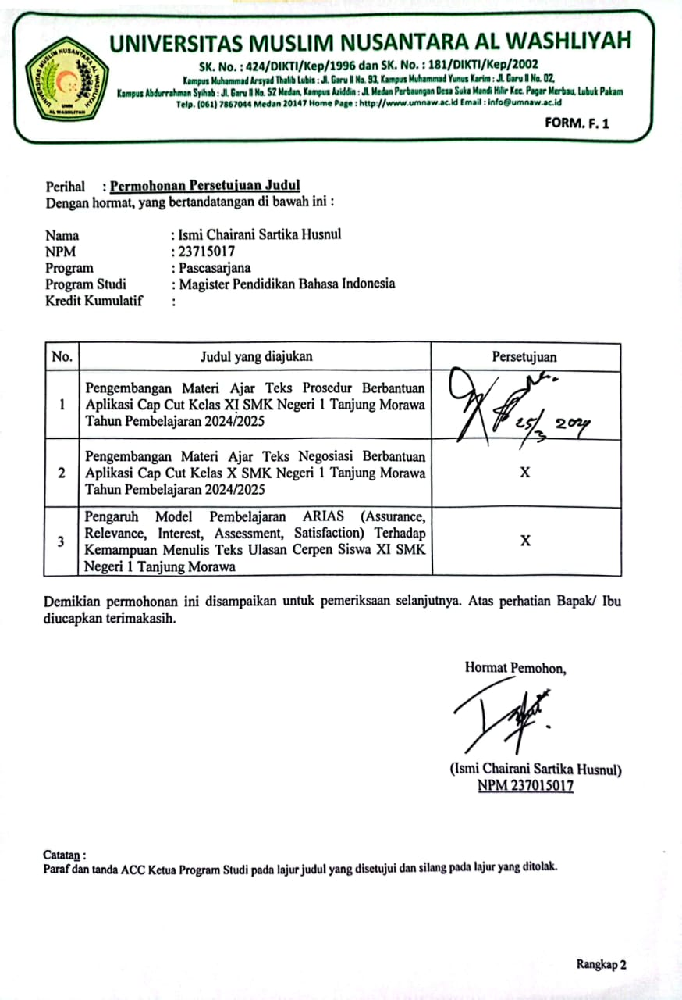 UNIVERSITAS MUSLIM NUSANTARA AL WASHLIYAH
SK. No. : 424/DIKTI/Kep/1996 dan SK. No. : 181/DIKTI/Kep/2002
Kampus Muhammad Arsyad Thalib Lubis : Jl. Garu II No. 93, Kampus Muhammad Yunus Karim : Jl. Garu II No. 02,
Kampus Abdurrahman Syihab : Jl. Garu II No. 52 Medan, Kampus Aziddin : Jl. Medan Perbaungan Desa Suka Mandi Hilir Kec. Pagar Merbau, Lubuk Pakam
Telp. (061) 7867044 Medan 20147 Home Page : http://www.umnaw.ac.id Email : info@umnaw.ac.id
UNIVERSITAS MUSLIM NUSANTARA AL WASHLIYAH
UMN
AL WASHLIYAH
FORM. F. 1
Perihal : Permohonan Persetujuan Judul
Dengan hormat, yang bertandatangan di bawah ini :
Nama : Ismi Chairani Sartika Husnul
NPM : 23715017
Program : Pascasarjana
Program Studi : Magister Pendidikan Bahasa Indonesia
Kredit Kumulatif :
No. Judul yang diajukan Persetujuan
1 Pengembangan Materi Ajar Teks Prosedur Berbantuan
Aplikasi Cap Cut Kelas XI SMK Negeri 1 Tanjung Morawa
Tahun Pembelajaran 2024/2025
25/3 2024
2 Pengembangan Materi Ajar Teks Negosiasi Berbantuan
Aplikasi Cap Cut Kelas X SMK Negeri 1 Tanjung Morawa
Tahun Pembelajaran 2024/2025
X
3 Pengaruh Model Pembelajaran ARIAS (Assurance,
Relevance, Interest, Assessment, Satisfaction) Terhadap
Kemampuan Menulis Teks Ulasan Cerpen Siswa XI SMK
Negeri 1 Tanjung Morawa
X
Demikian permohonan ini disampaikan untuk pemeriksaan selanjutnya. Atas perhatian Bapak/ Ibu
diucapkan terimakasih.
Hormat Pemohon,
(Ismi Chairani Sartika Husnul)
NPM 237015017
Catatan :
Paraf dan tanda ACC Ketua Program Studi pada lajur judul yang disetujui dan silang pada lajur yang ditolak.
Rangkap 2